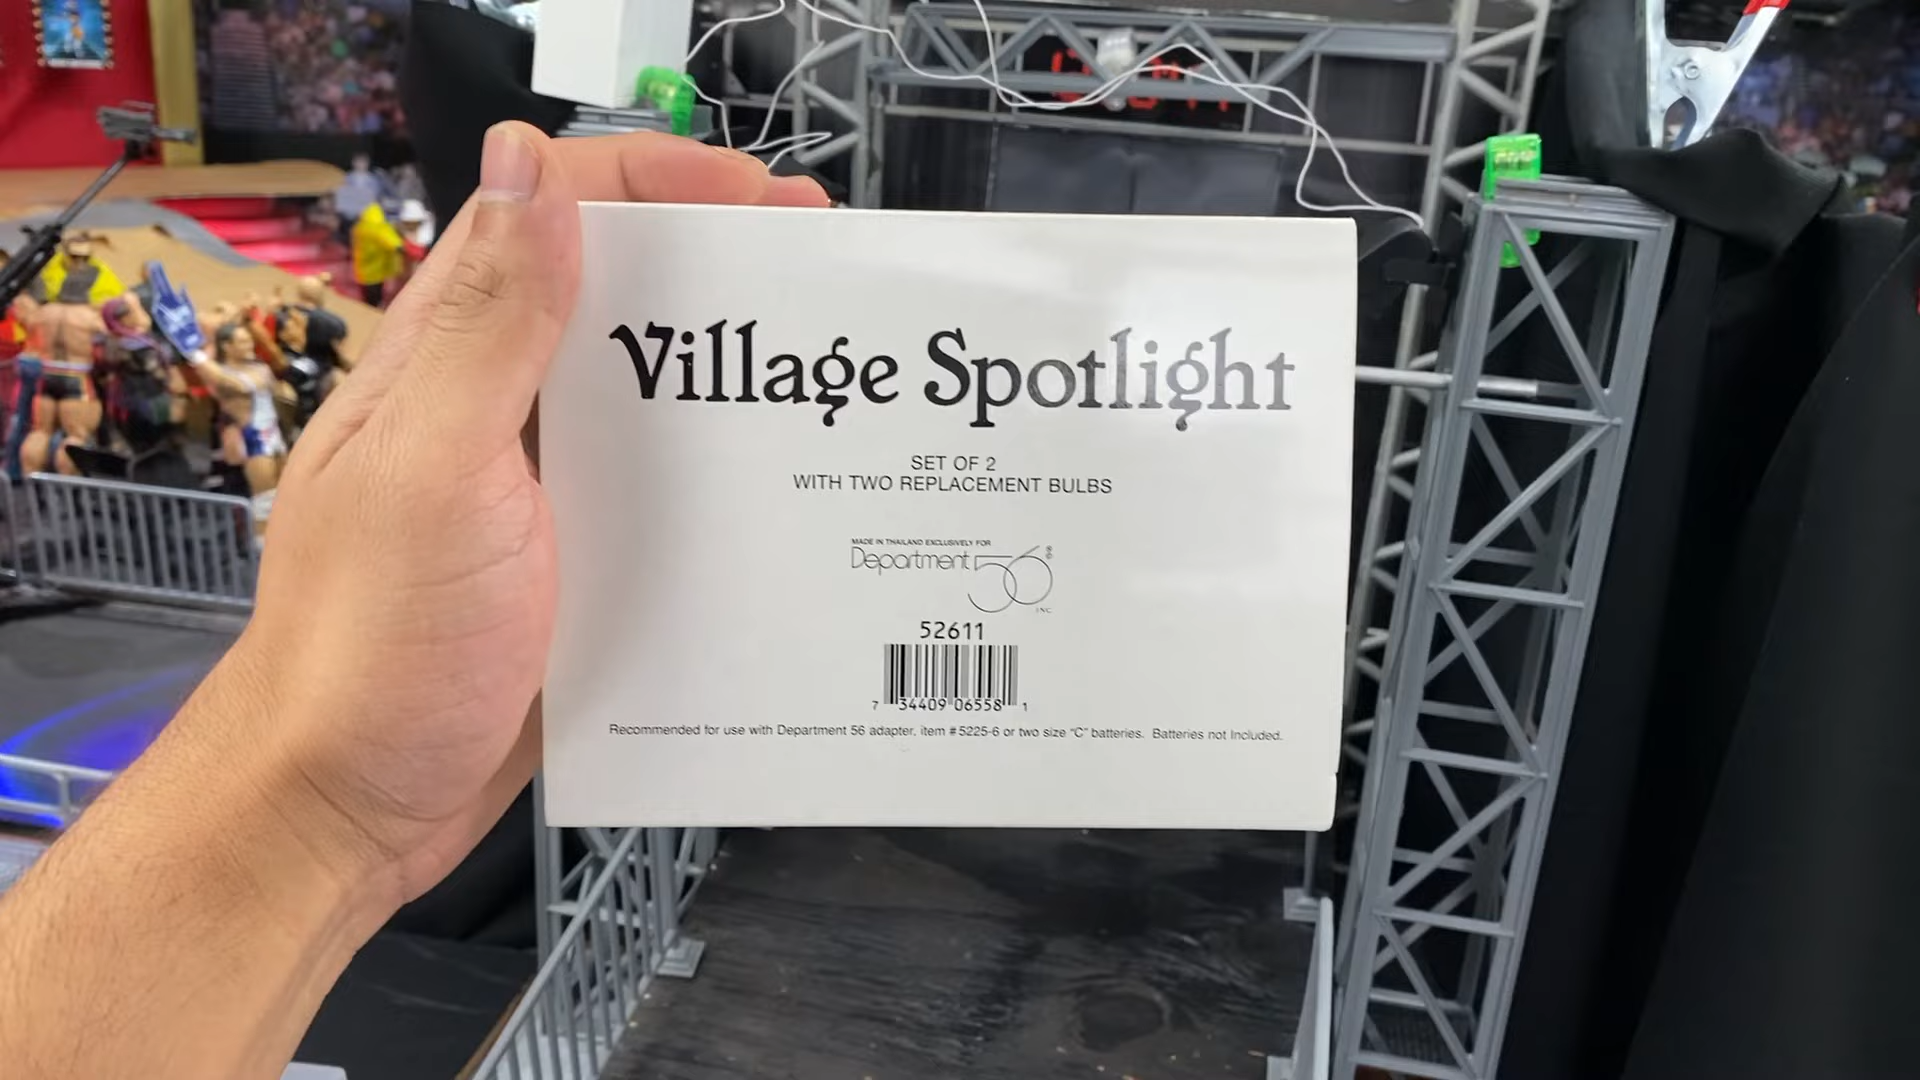 Village Spotlight
SET OF 2
WITH TWO REPLACEMENT BULBS
MADE IN THAILAND EXCLUSIVELY FOR
Department 56®
INC
52611
7 34409 06558 1
Recommended for use with Department 56 adapter, item # 5225-6 or two size "C" batteries. Batteries not Included.